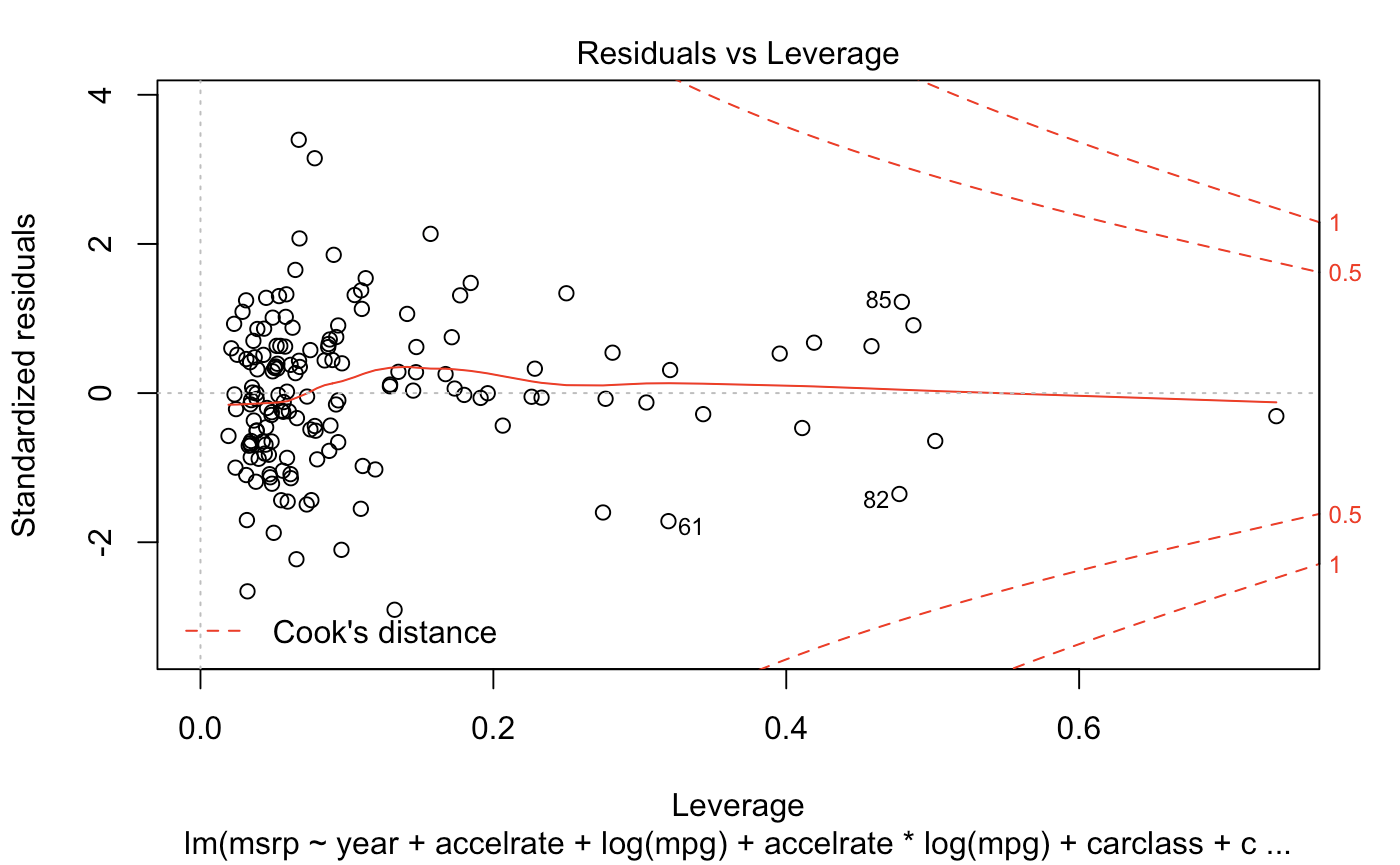 Residuals vs Leverage
Standardized residuals
4
2
0
-2
85
82
61
1
0.5
0.5
1
Cook's distance
0.0 0.2 0.4 0.6
Leverage
lm(msrp ~ year + accelrate + log(mpg) + accelrate * log(mpg) + carclass + c ...